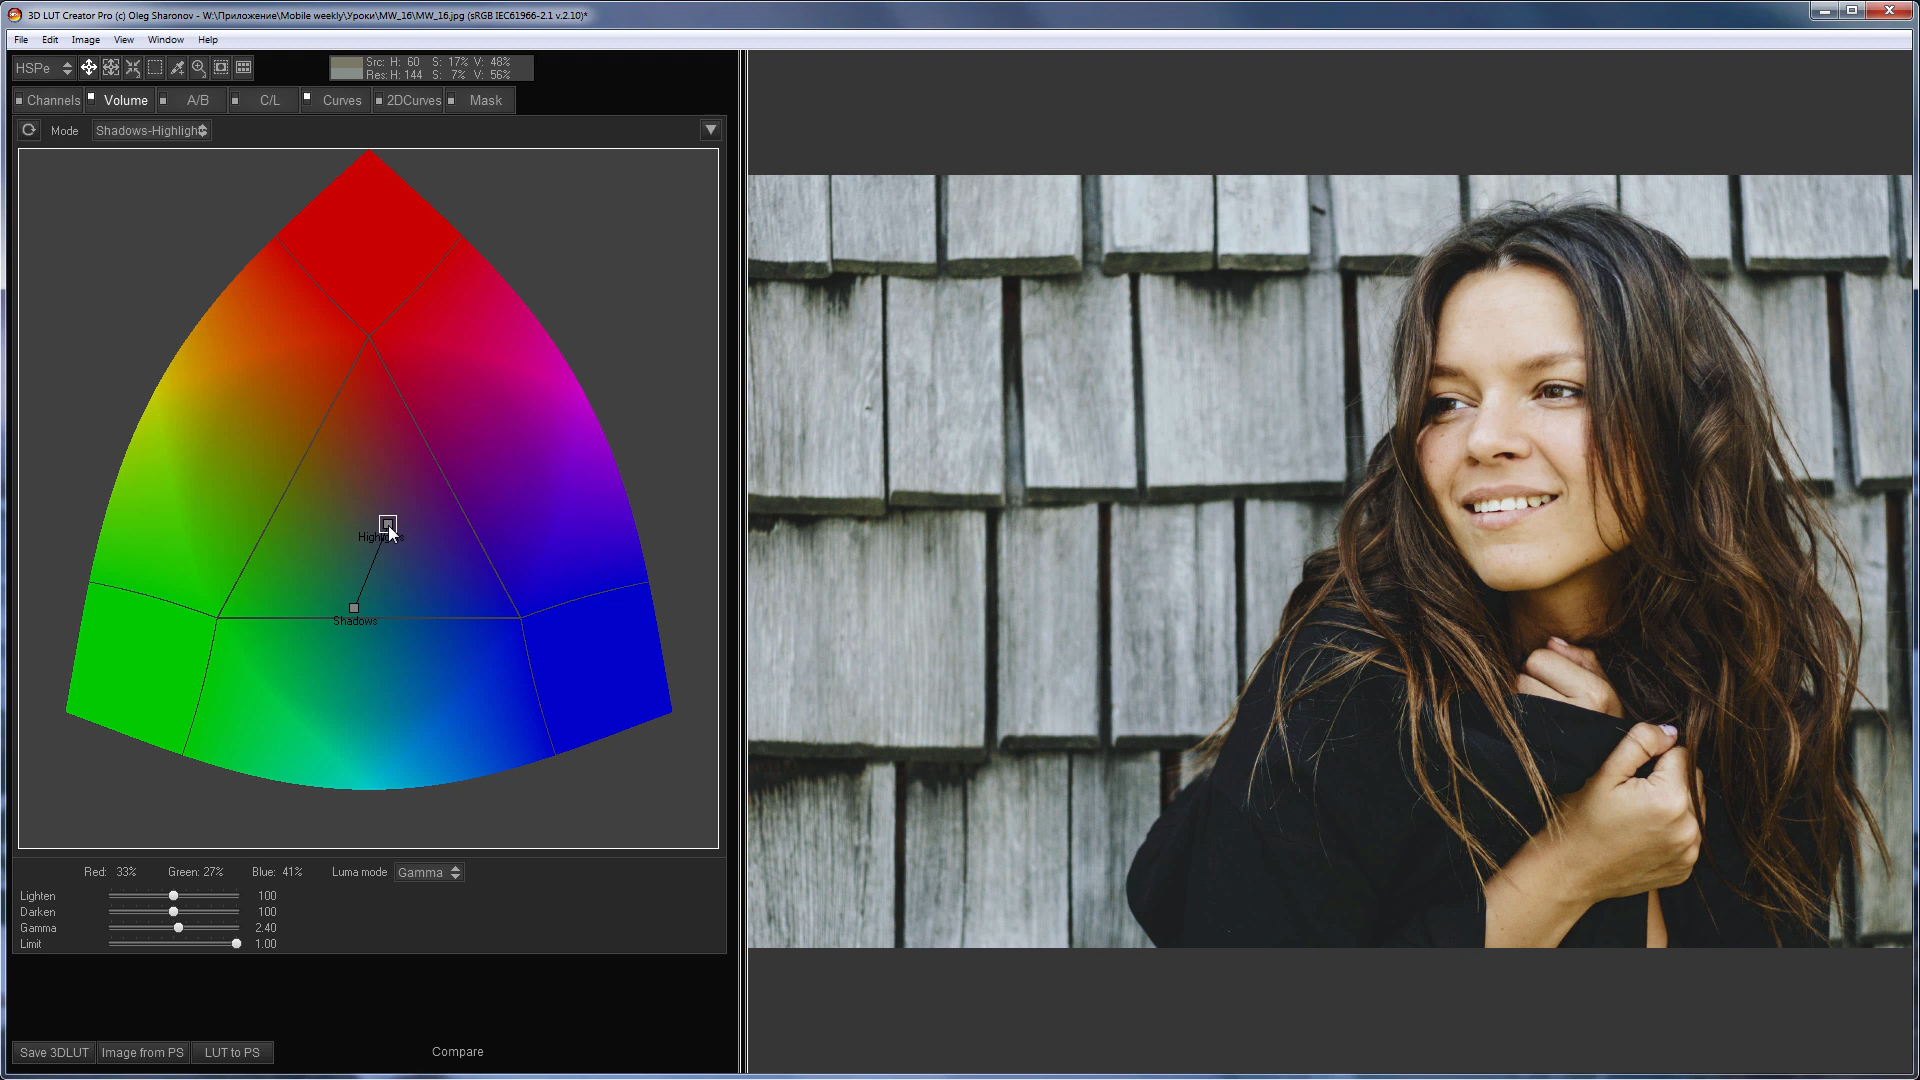 3D LUT Creator Pro (c) Oleg Sharonov - W:\Приложение\Mobile weekly\Уроки\MW_16\MW_16.jpg (sRGB IEC61966-2.1 v.2.10)*
File Edit Image View Window Help
HSPe
Src: H: 60 S: 17% V: 48%
Res: H: 144 S: 7% V: 56%
Channels Volume A/B C/L Curves 2DCurves Mask
Mode Shadows-Highlight
Shadows
Red: 33% Green: 27% Blue: 41% Luma mode Gamma
Lighten 100
Darken 100
Gamma 2.40
Limit 1.00
Save 3DLUT Image from PS LUT to PS Compare